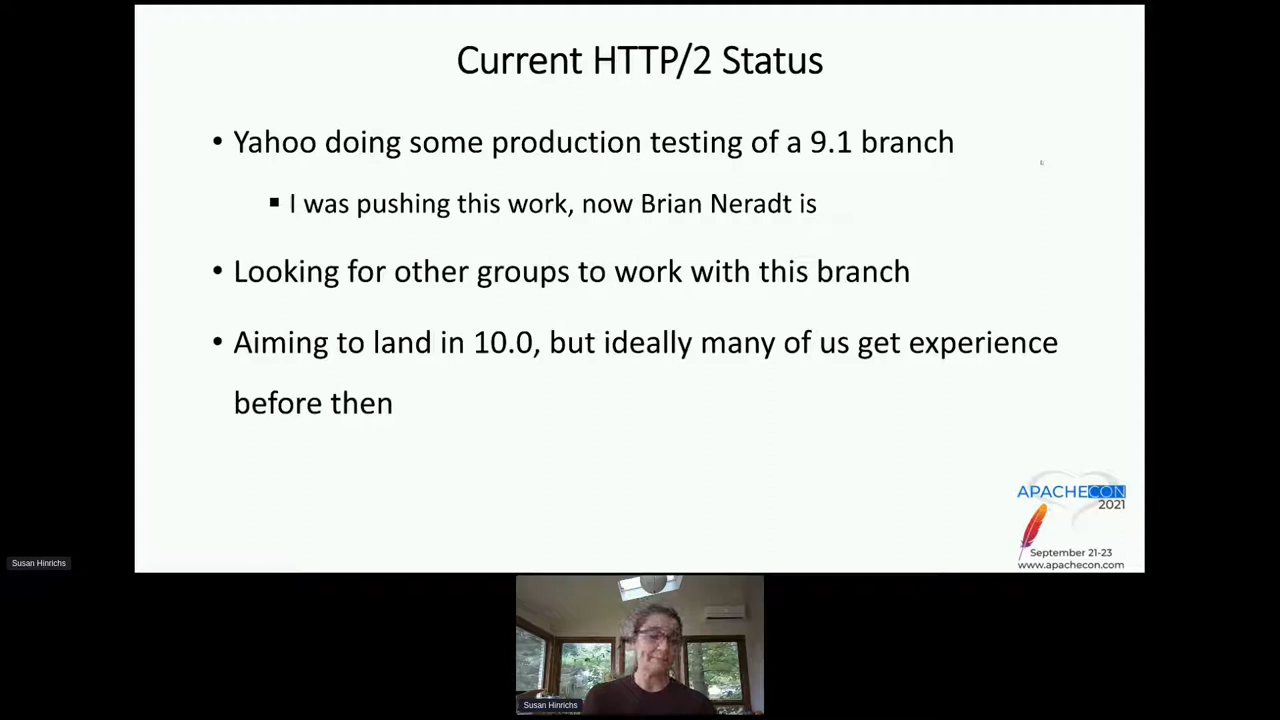 Current HTTP/2 Status
• Yahoo doing some production testing of a 9.1 branch
▪ I was pushing this work, now Brian Neradt is
• Looking for other groups to work with this branch
• Aiming to land in 10.0, but ideally many of us get experience
before then
APACHECON
2021
September 21-23
www.apachecon.com
Susan Hinrichs
Susan Hinrichs